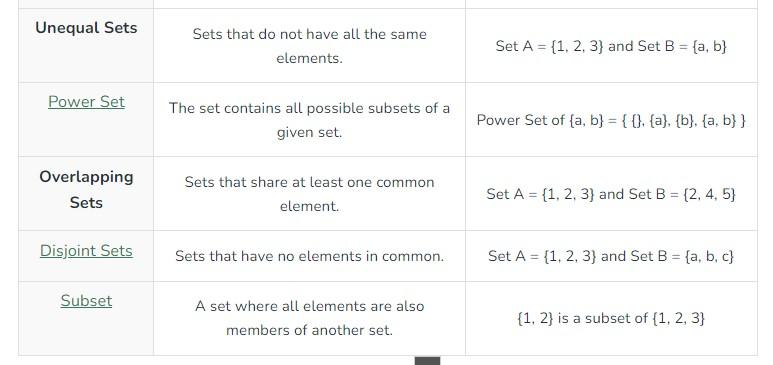 Unequal Sets
Sets that do not have all the same
elements.
Set A = {1, 2, 3} and Set B = {a, b}
Power Set
The set contains all possible subsets of a
given set.
Power Set of {a, b} = { {}, {a}, {b}, {a, b} }
Overlapping
Sets
Sets that share at least one common
element.
Set A = {1, 2, 3} and Set B = {2, 4, 5}
Disjoint Sets
Sets that have no elements in common.
Set A = {1, 2, 3} and Set B = {a, b, c}
Subset
A set where all elements are also
members of another set.
{1, 2} is a subset of {1, 2, 3}